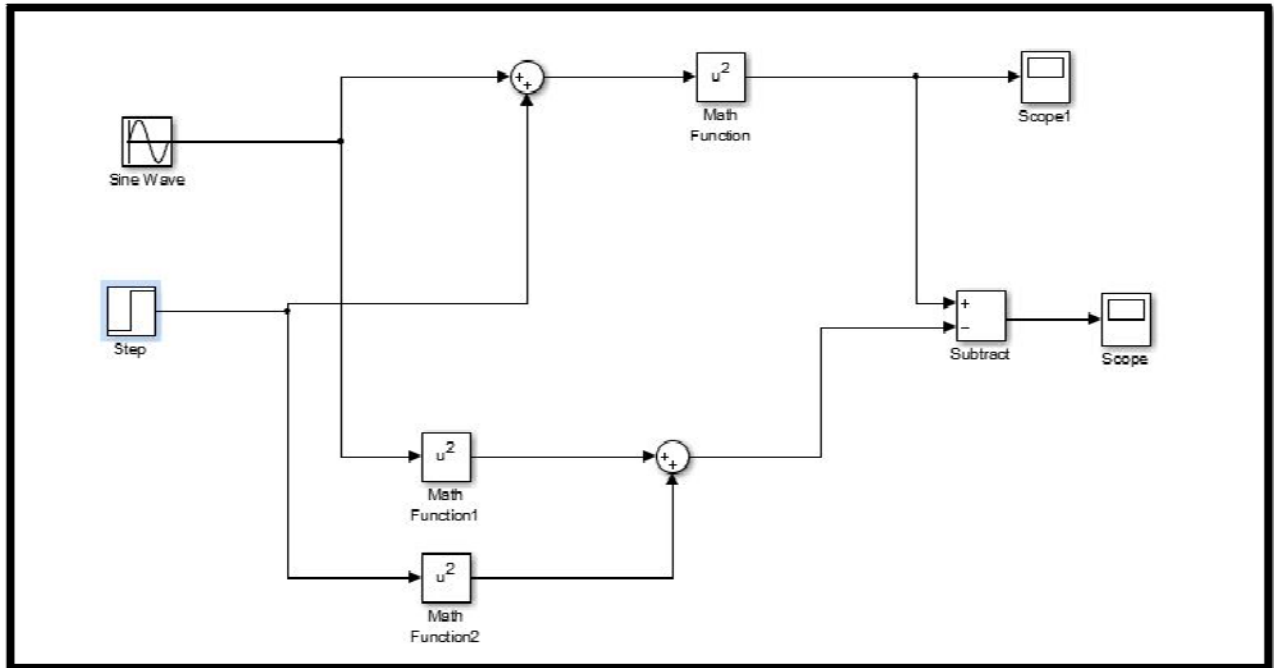 u²
Math
Function
Scope1
Sine Wave
Step
+
−
Subtract
Scope
u²
Math
Function1
u²
Math
Function2
+
+
+
+